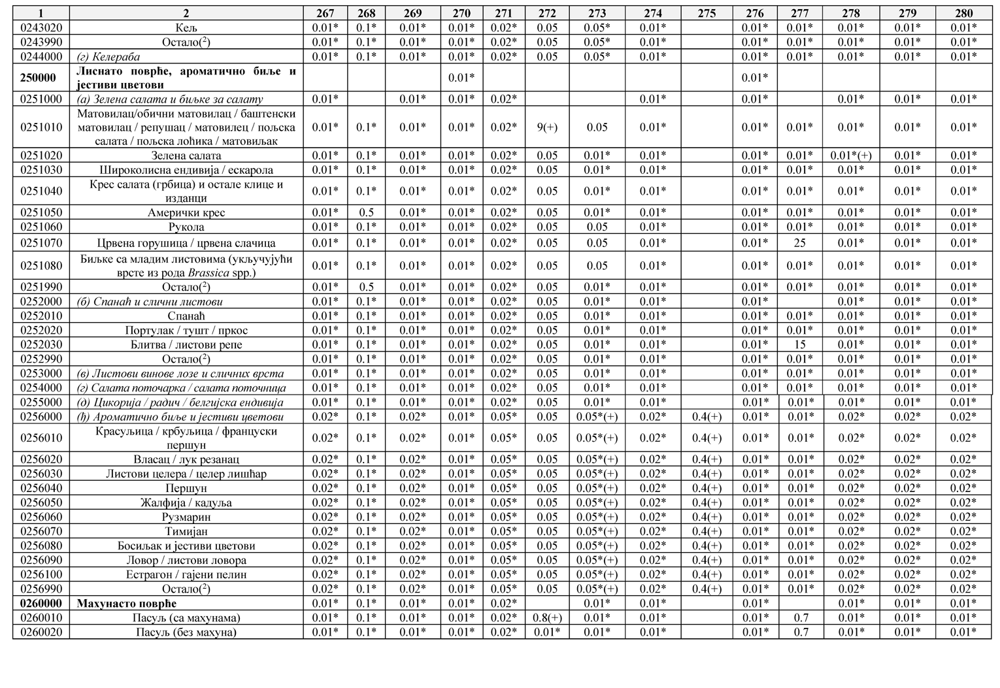 1 2 267 268 269 270 271 272 273 274 275 276 277 278 279 280
0243020 Кељ 0.01* 0.1* 0.01* 0.01* 0.02* 0.05 0.05* 0.01* 0.01* 0.01* 0.01* 0.01* 0.01*
0243990 Остало(2) 0.01* 0.1* 0.01* 0.01* 0.02* 0.05 0.05* 0.01* 0.01* 0.01* 0.01* 0.01* 0.01*
0244000 (г) Келераба 0.01* 0.1* 0.01* 0.01* 0.02* 0.05 0.05* 0.01* 0.01* 0.01* 0.01* 0.01* 0.01*
Лиснато поврће, ароматично биље и
250000 0.01* 0.01*
јестиви цветови
0251000 (а) Зелена салата и биљке за салату 0.01* 0.01* 0.01* 0.02* 0.01* 0.01* 0.01* 0.01* 0.01*
Матовилац/обични матовилац / баштенски
0251010 матовилац / репушац / матовилец / пољска 0.01* 0.1* 0.01* 0.01* 0.02* 9(+) 0.05 0.01* 0.01* 0.01* 0.01* 0.01* 0.01*
салата / пољска лоћика / матовиљак
0251020 Зелена салата 0.01* 0.1* 0.01* 0.01* 0.02* 0.05 0.01* 0.01* 0.01* 0.01* 0.01*(+) 0.01* 0.01*
0251030 Широколисна ендивија / ескарола 0.01* 0.1* 0.01* 0.01* 0.02* 0.05 0.01* 0.01* 0.01* 0.01* 0.01* 0.01* 0.01*
Крес салата (грбица) и остале клице и
0251040 0.01* 0.1* 0.01* 0.01* 0.02* 0.05 0.01* 0.01* 0.01* 0.01* 0.01* 0.01* 0.01*
изданци
0251050 Амерички крес 0.01* 0.5 0.01* 0.01* 0.02* 0.05 0.01* 0.01* 0.01* 0.01* 0.01* 0.01* 0.01*
0251060 Рукола 0.01* 0.1* 0.01* 0.01* 0.02* 0.05 0.05 0.01* 0.01* 0.01* 0.01* 0.01* 0.01*
0251070 Црвена горушица / црвена слачица 0.01* 0.1* 0.01* 0.01* 0.02* 0.05 0.05 0.01* 0.01* 25 0.01* 0.01* 0.01*
Биљке са младим листовима (укључујући
0251080 0.01* 0.1* 0.01* 0.01* 0.02* 0.05 0.05 0.01* 0.01* 0.01* 0.01* 0.01* 0.01*
врсте из рода Brassica spp.)
0251990 Остало(2) 0.01* 0.5 0.01* 0.01* 0.02* 0.05 0.01* 0.01* 0.01* 0.01* 0.01* 0.01* 0.01*
0252000 (б) Спанаћ и слични листови 0.01* 0.1* 0.01* 0.01* 0.02* 0.05 0.01* 0.01* 0.01* 0.01* 0.01* 0.01*
0252010 Спанаћ 0.01* 0.1* 0.01* 0.01* 0.02* 0.05 0.01* 0.01* 0.01* 0.01* 0.01* 0.01* 0.01*
0252020 Портулак / тушт / пркос 0.01* 0.1* 0.01* 0.01* 0.02* 0.05 0.01* 0.01* 0.01* 0.01* 0.01* 0.01* 0.01*
0252030 Блитва / листови репе 0.01* 0.1* 0.01* 0.01* 0.02* 0.05 0.01* 0.01* 0.01* 15 0.01* 0.01* 0.01*
0252990 Остало(2) 0.01* 0.1* 0.01* 0.01* 0.02* 0.05 0.01* 0.01* 0.01* 0.01* 0.01* 0.01* 0.01*
0253000 (в) Листови винове лозе и сличних врста 0.01* 0.1* 0.01* 0.01* 0.02* 0.05 0.01* 0.01* 0.01* 0.01* 0.01* 0.01* 0.01*
0254000 (г) Салата поточарка / салата поточница 0.01* 0.1* 0.01* 0.01* 0.02* 0.05 0.01* 0.01* 0.01* 0.01* 0.01* 0.01* 0.01*
0255000 (д) Цикорија / радич / белгијска ендивија 0.01* 0.1* 0.01* 0.01* 0.02* 0.05 0.01* 0.01* 0.01* 0.01* 0.01* 0.01* 0.01*
0256000 (ђ) Ароматично биље и јестиви цветови 0.02* 0.1* 0.02* 0.01* 0.05* 0.05 0.05*(+) 0.02* 0.4(+) 0.01* 0.01* 0.02* 0.02* 0.02*
Красуљица / крбуљица / француски
0256010 0.02* 0.1* 0.02* 0.01* 0.05* 0.05 0.05*(+) 0.02* 0.4(+) 0.01* 0.01* 0.02* 0.02* 0.02*
першун
0256020 Власац / лук резанац 0.02* 0.1* 0.02* 0.01* 0.05* 0.05 0.05*(+) 0.02* 0.4(+) 0.01* 0.01* 0.02* 0.02* 0.02*
0256030 Листови целера / целер лишћар 0.02* 0.1* 0.02* 0.01* 0.05* 0.05 0.05*(+) 0.02* 0.4(+) 0.01* 0.01* 0.02* 0.02* 0.02*
0256040 Першун 0.02* 0.1* 0.02* 0.01* 0.05* 0.05 0.05*(+) 0.02* 0.4(+) 0.01* 0.01* 0.02* 0.02* 0.02*
0256050 Жалфија / кадуља 0.02* 0.1* 0.02* 0.01* 0.05* 0.05 0.05*(+) 0.02* 0.4(+) 0.01* 0.01* 0.02* 0.02* 0.02*
0256060 Рузмарин 0.02* 0.1* 0.02* 0.01* 0.05* 0.05 0.05*(+) 0.02* 0.4(+) 0.01* 0.01* 0.02* 0.02* 0.02*
0256070 Тимијан 0.02* 0.1* 0.02* 0.01* 0.05* 0.05 0.05*(+) 0.02* 0.4(+) 0.01* 0.01* 0.02* 0.02* 0.02*
0256080 Босиљак и јестиви цветови 0.02* 0.1* 0.02* 0.01* 0.05* 0.05 0.05*(+) 0.02* 0.4(+) 0.01* 0.01* 0.02* 0.02* 0.02*
0256090 Ловор / листови ловора 0.02* 0.1* 0.02* 0.01* 0.05* 0.05 0.05*(+) 0.02* 0.4(+) 0.01* 0.01* 0.02* 0.02* 0.02*
0256100 Естрагон / гајени пелин 0.02* 0.1* 0.02* 0.01* 0.05* 0.05 0.05*(+) 0.02* 0.4(+) 0.01* 0.01* 0.02* 0.02* 0.02*
0256990 Остало(2) 0.02* 0.1* 0.02* 0.01* 0.05* 0.05 0.05*(+) 0.02* 0.4(+) 0.01* 0.01* 0.02* 0.02* 0.02*
0260000 Махунасто поврће 0.01* 0.1* 0.01* 0.01* 0.02* 0.01* 0.01* 0.01* 0.01* 0.01* 0.01*
0260010 Пасуљ (са махунама) 0.01* 0.1* 0.01* 0.01* 0.02* 0.8(+) 0.01* 0.01* 0.01* 0.7 0.01* 0.01* 0.01*
0260020 Пасуљ (без махуна) 0.01* 0.1* 0.01* 0.01* 0.02* 0.01* 0.01* 0.01* 0.01* 0.7 0.01* 0.01* 0.01*